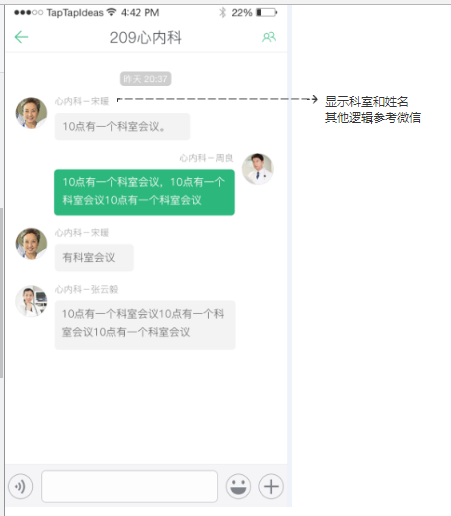 TapTapIdeas 4:42 PM 22%
209心内科
昨天 20:37
心内科－宋暖
显示科室和姓名
其他逻辑参考微信
10点有一个科室会议。
心内科－周良
10点有一个科室会议，10点有一个
科室会议10点有一个科室会议
心内科－宋暖
有科室会议
心内科－张云毅
10点有一个科室会议10点有一个科
室会议10点有一个科室会议